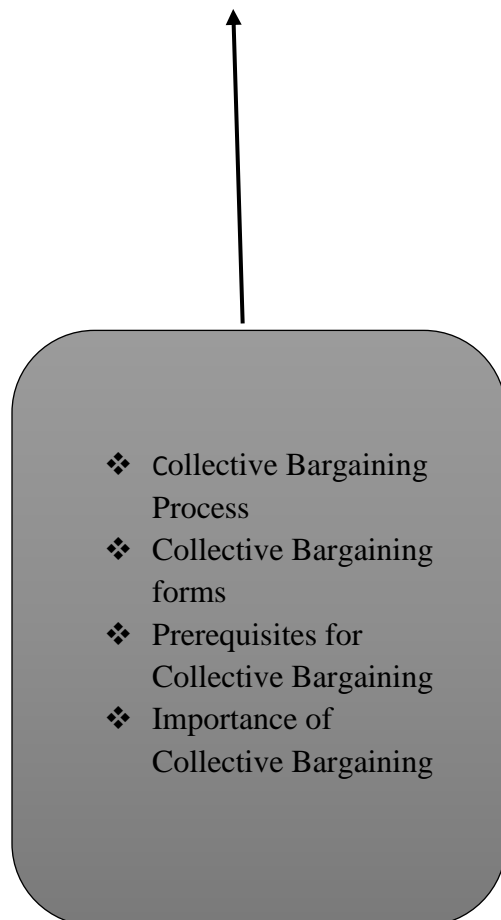 ❖ Collective Bargaining
Process
❖ Collective Bargaining
forms
❖ Prerequisites for
Collective Bargaining
❖ Importance of
Collective Bargaining